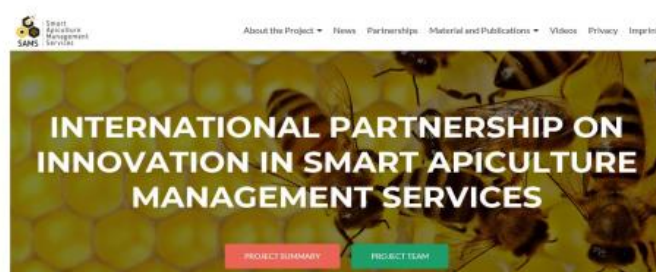 Smart
Apiculture
Management
SAMS Services
About the Project News Partnerships Material and Publications Videos Privacy Imprint
INTERNATIONAL PARTNERSHIP ON
INNOVATION IN SMART APICULTURE
MANAGEMENT SERVICES
PROJECT SUMMARY PROJECT TEAM